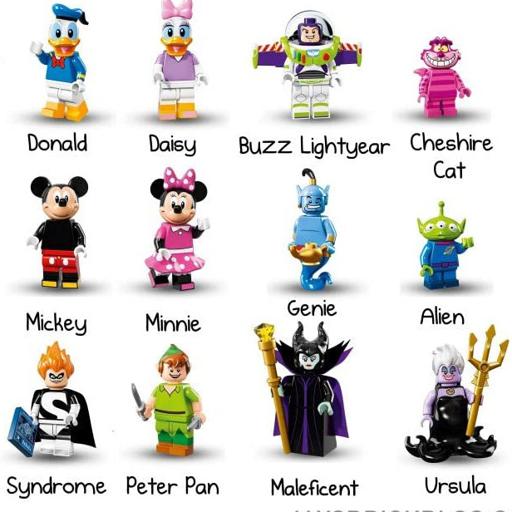 Donald
Daisy
Buzz Lightyear
Cheshire
Cat
Mickey
Minnie
Genie
Alien
Syndrome
Peter Pan
Maleficent
Ursula